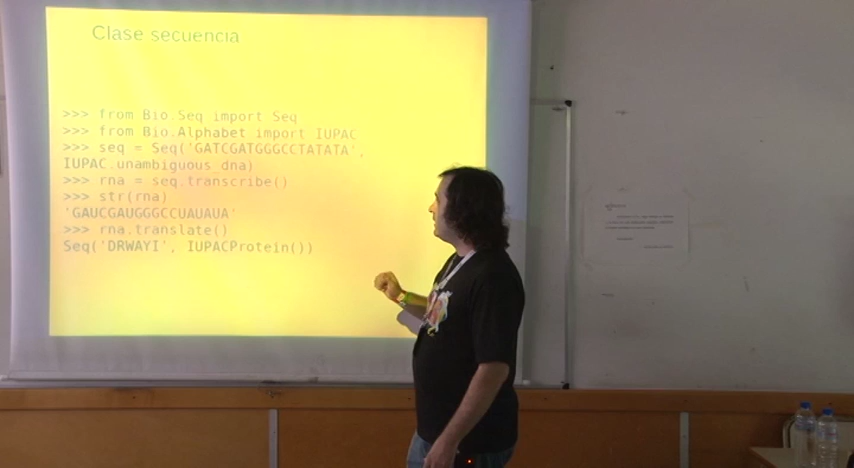 Clase secuencia
>>> from Bio.Seq import Seq
>>> from Bio.Alphabet import IUPAC
>>> seq = Seq('GATCGATGGGCCTATATA',
IUPAC.unambiguous_dna)
>>> rna = seq.transcribe()
>>> str(rna)
'GAUCGAUGGGCCUAUAUA'
>>> rna.translate()
Seq('DRWAYI', IUPACProtein())